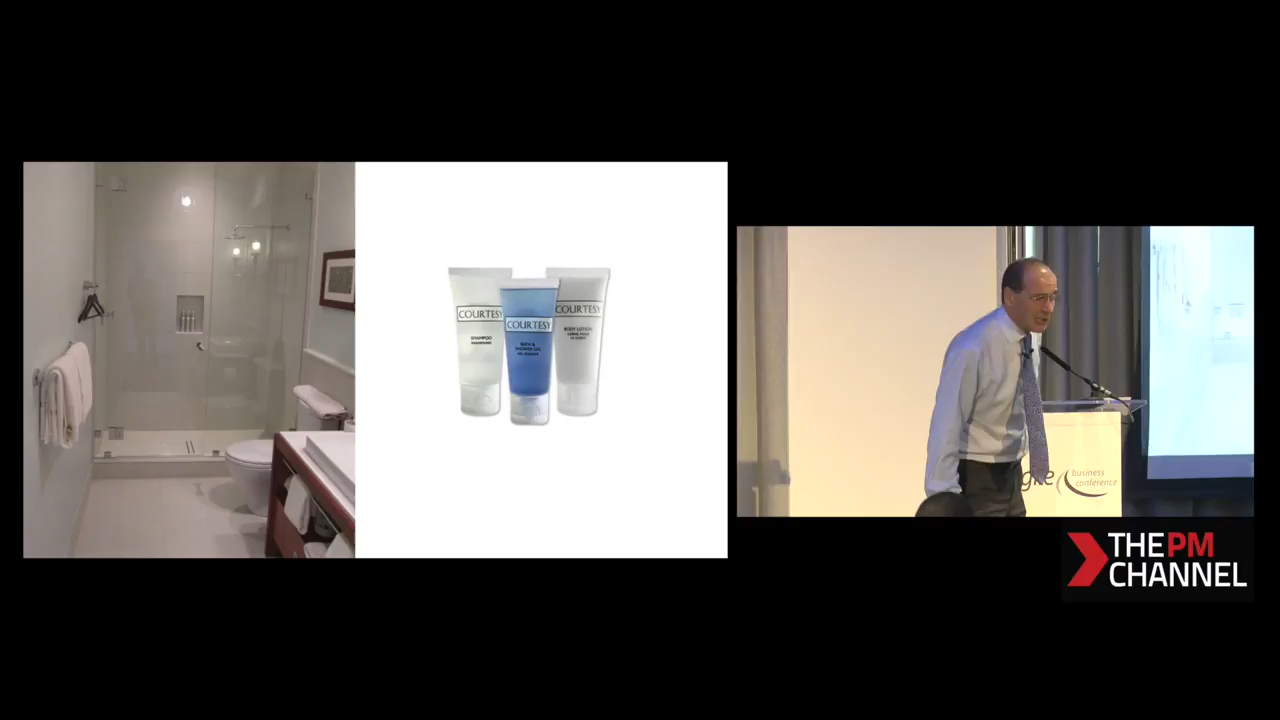 COURTESY
SHAMPOO
COURTESY
BATH &
SHOWER GEL
COURTESY
BODY LOTION
business
conference
THE PM
CHANNEL